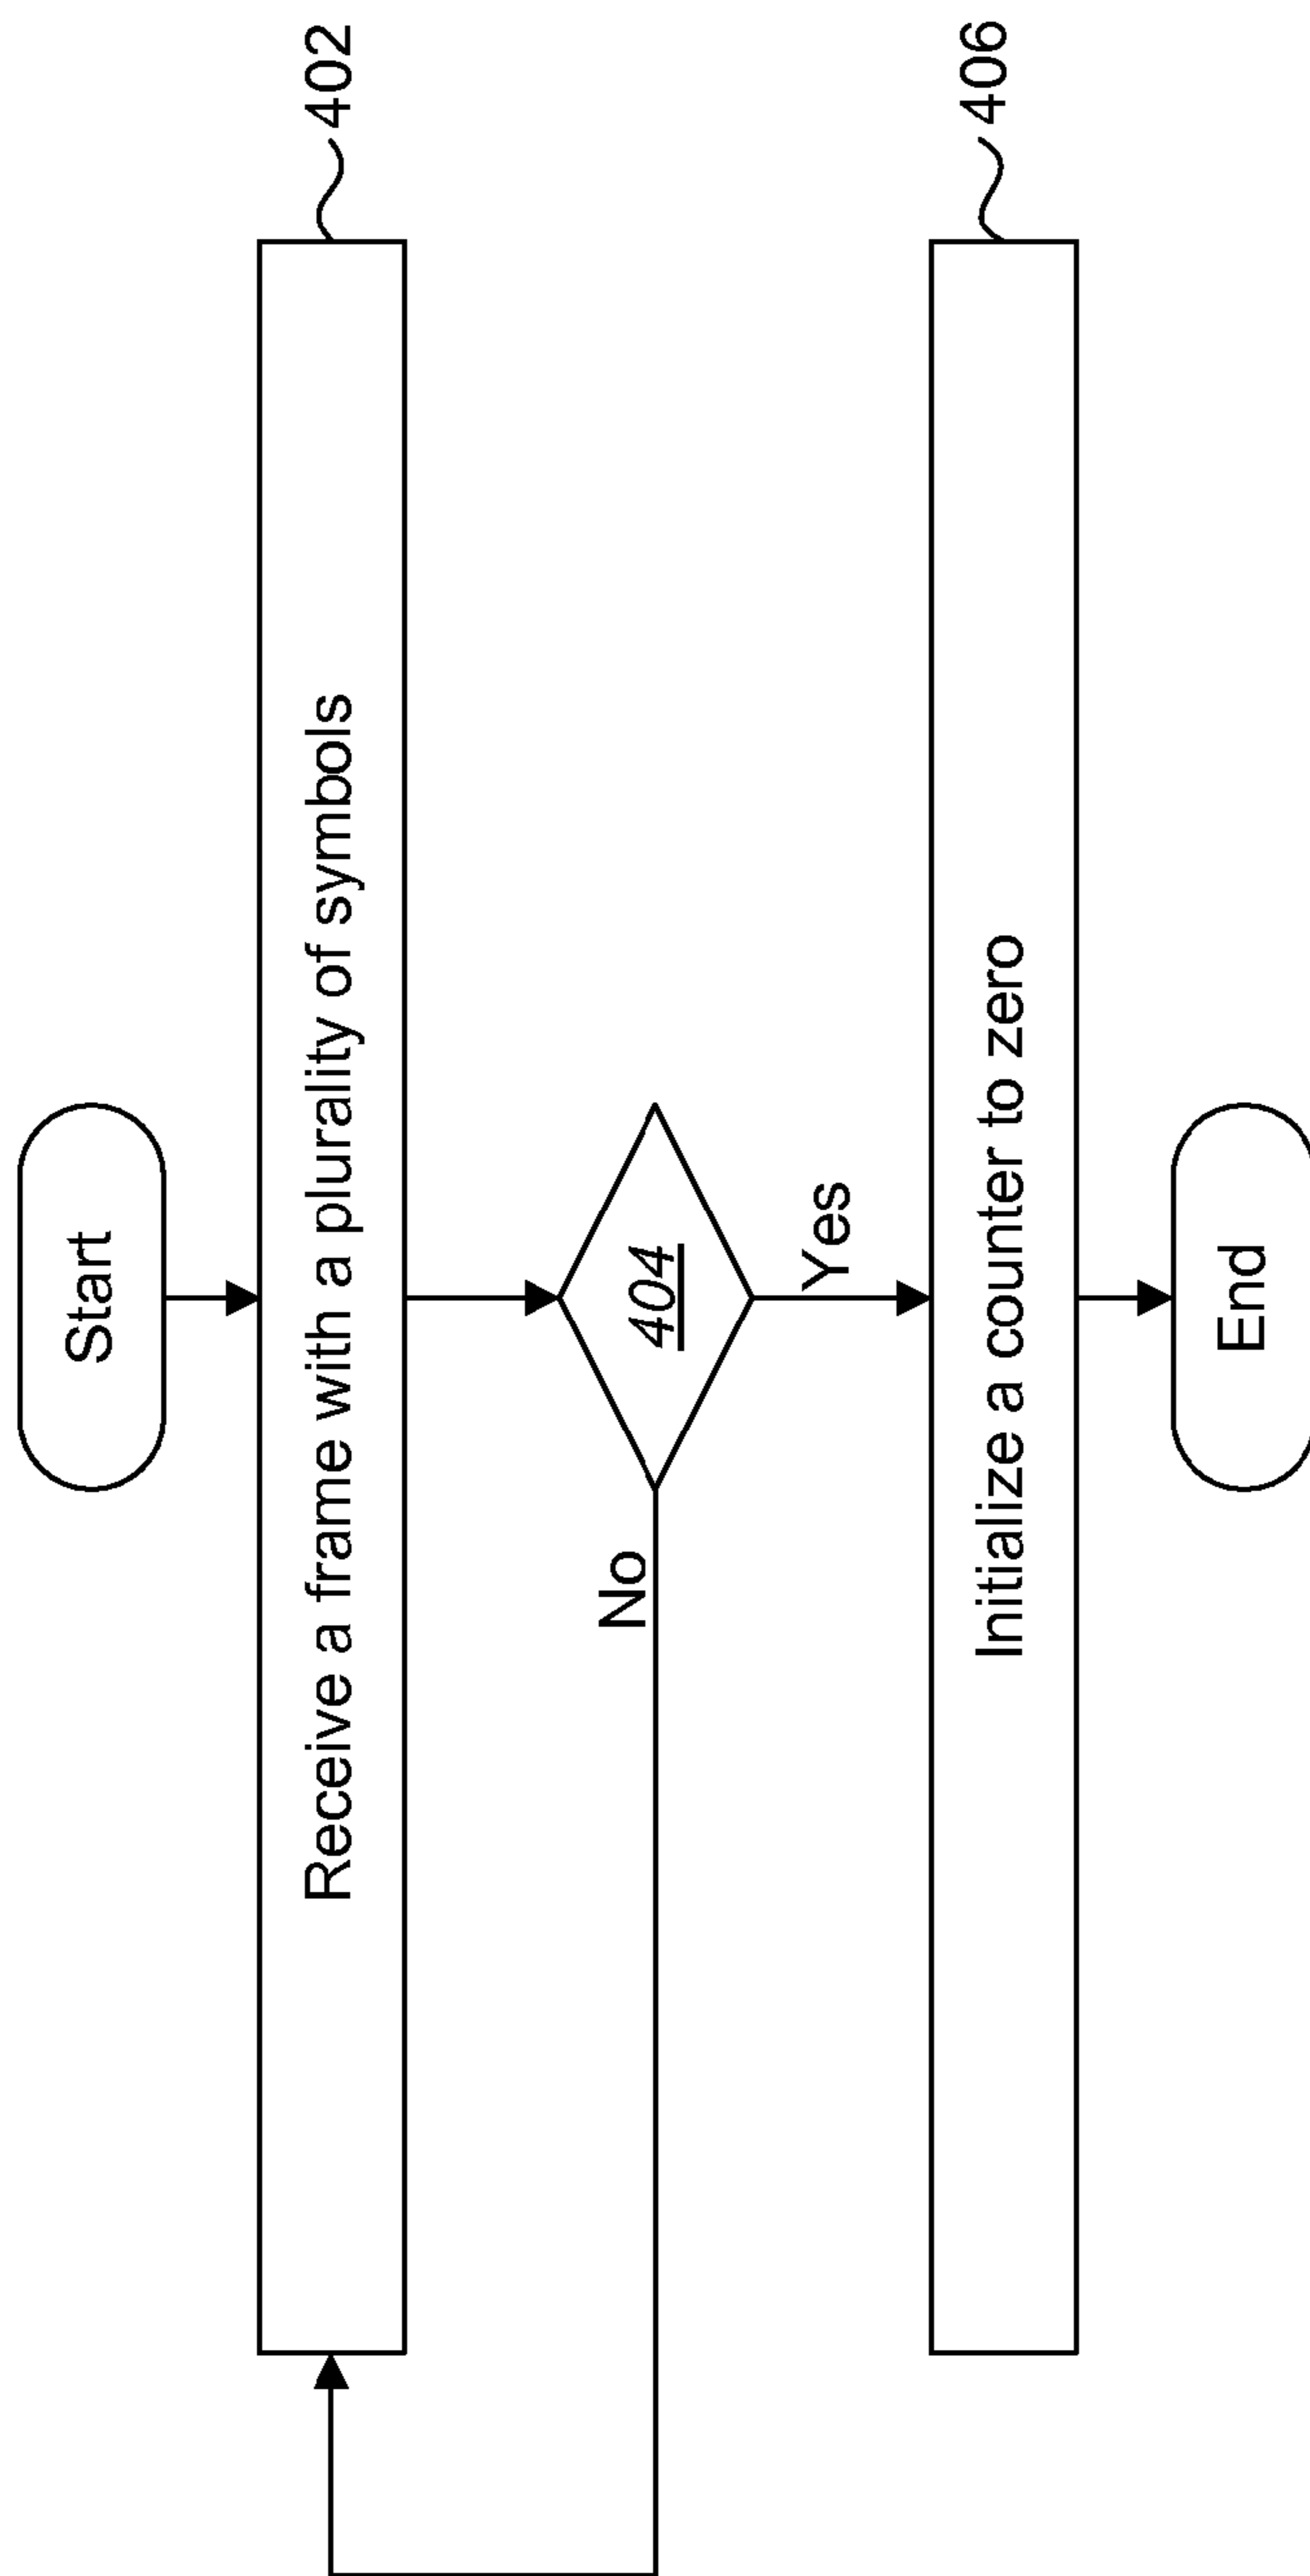 Start
Receive a frame with a plurality of symbols
402
404
No
Yes
Initialize a counter to zero
406
End